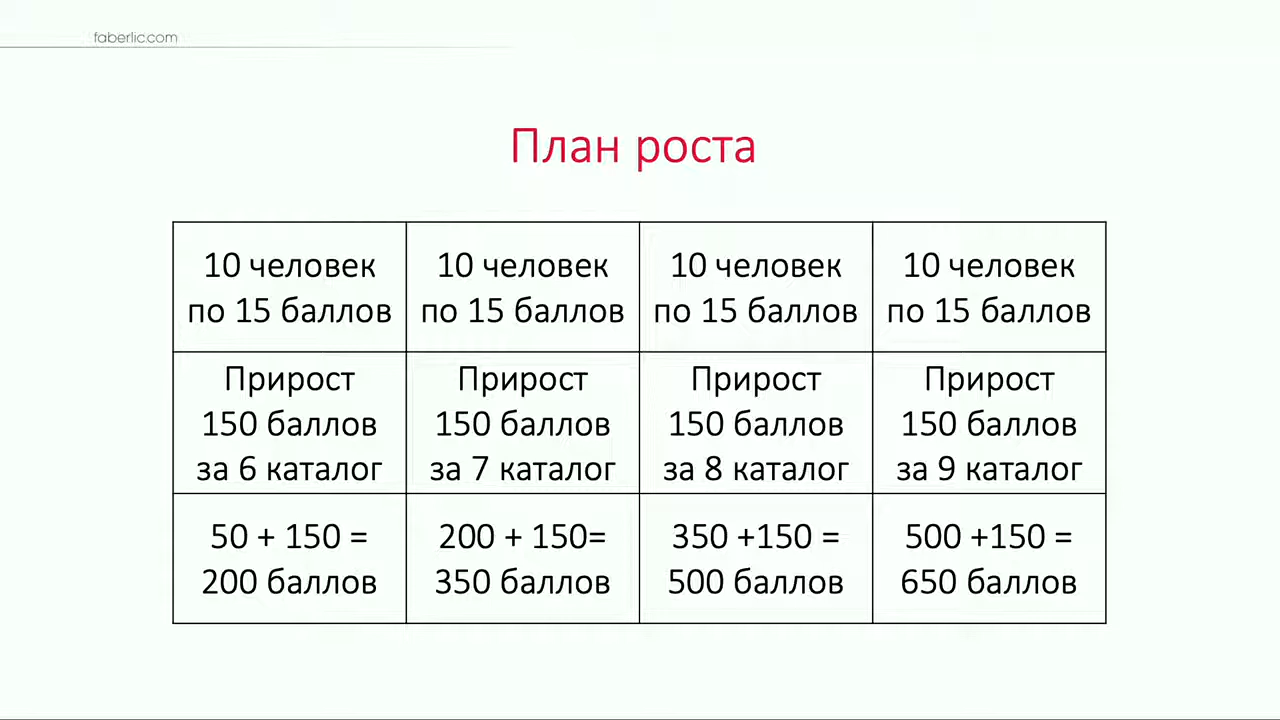 faberlic.com
План роста
10 человек
по 15 баллов
10 человек
по 15 баллов
10 человек
по 15 баллов
10 человек
по 15 баллов
Прирост
150 баллов
за 6 каталог
Прирост
150 баллов
за 7 каталог
Прирост
150 баллов
за 8 каталог
Прирост
150 баллов
за 9 каталог
50 + 150 =
200 баллов
200 + 150=
350 баллов
350 +150 =
500 баллов
500 +150 =
650 баллов